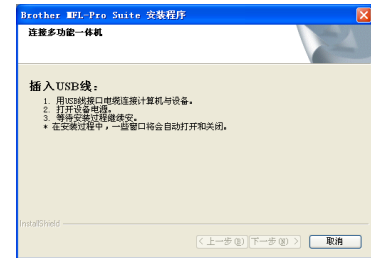 Brother MFL-Pro Suite 安装程序
连接多功能一体机
插入USB线：
1. 用USB线接口电缆连接计算机与设备。
2. 打开设备电源。
3. 等待安装过程继续安。
* 在安装过程中，一些窗口将会自动打开和关闭。
InstallShield
< 上一步(B) 下一步(N) > 取消